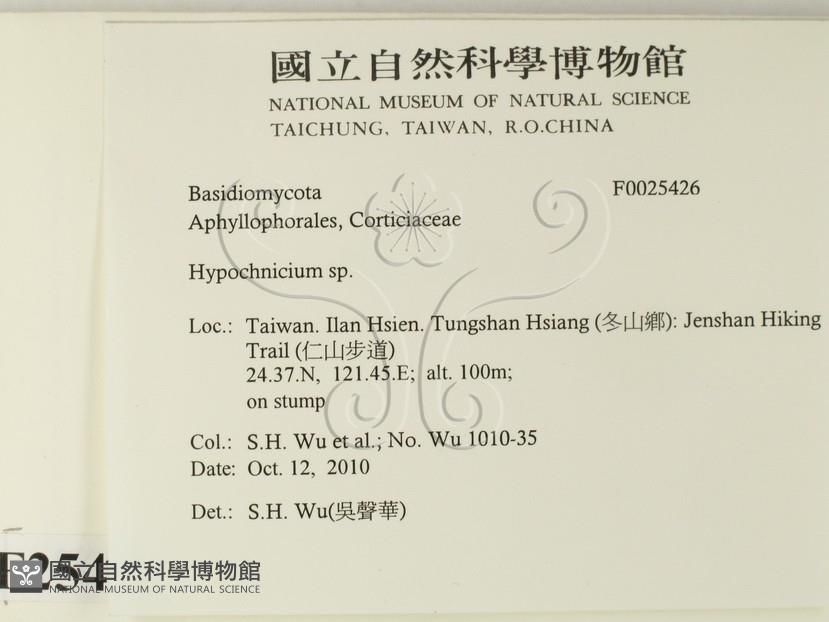 國立自然科學博物館
NATIONAL MUSEUM OF NATURAL SCIENCE
TAICHUNG, TAIWAN, R.O.CHINA
Basidiomycota F0025426
Aphyllophorales, Corticiaceae
Hypochnicium sp.
Loc.: Taiwan. Ilan Hsien. Tungshan Hsiang (冬山鄉): Jenshan Hiking
Trail (仁山步道)
24.37.N, 121.45.E; alt. 100m;
on stump
Col.: S.H. Wu et al.; No. Wu 1010-35
Date: Oct. 12, 2010
Det.: S.H. Wu(吳聲華)
F254
國立自然科學博物館
NATIONAL MUSEUM OF NATURAL SCIENCE